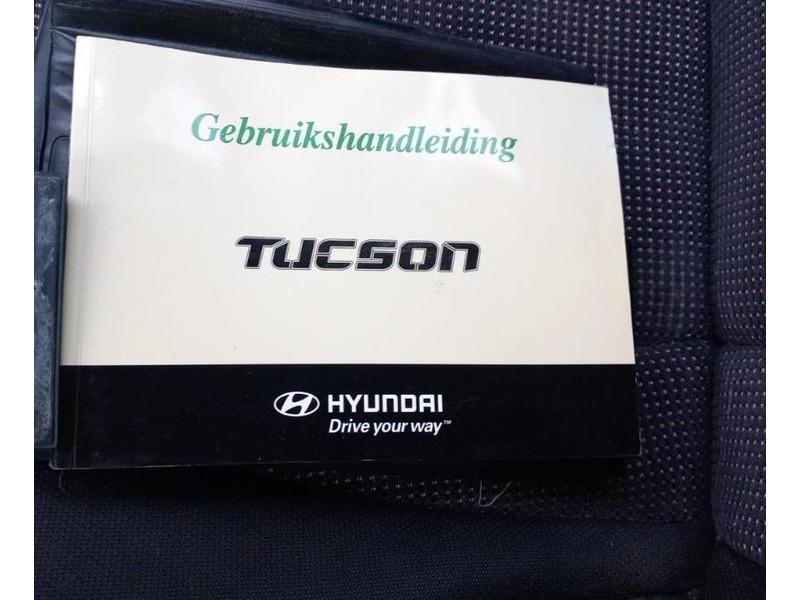 Gebruikshandleiding
TUCSON
HYUNDAI
Drive your way™